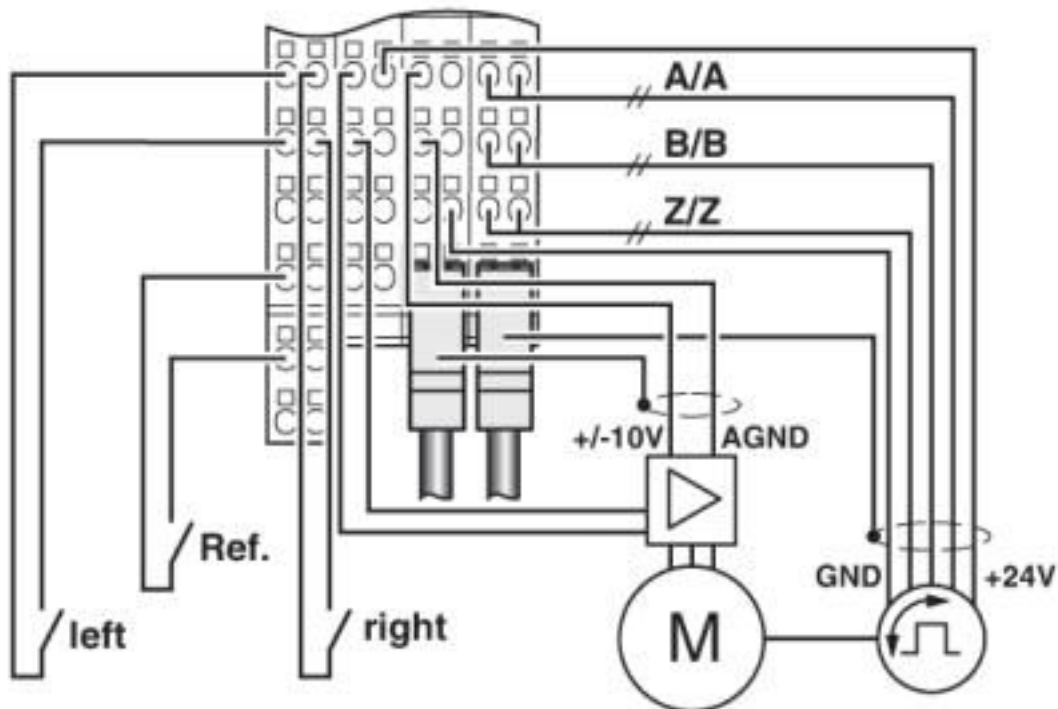 A/A
B/B
Z/Z
+/-10V AGND
Ref.
GND +24V
left
right
M